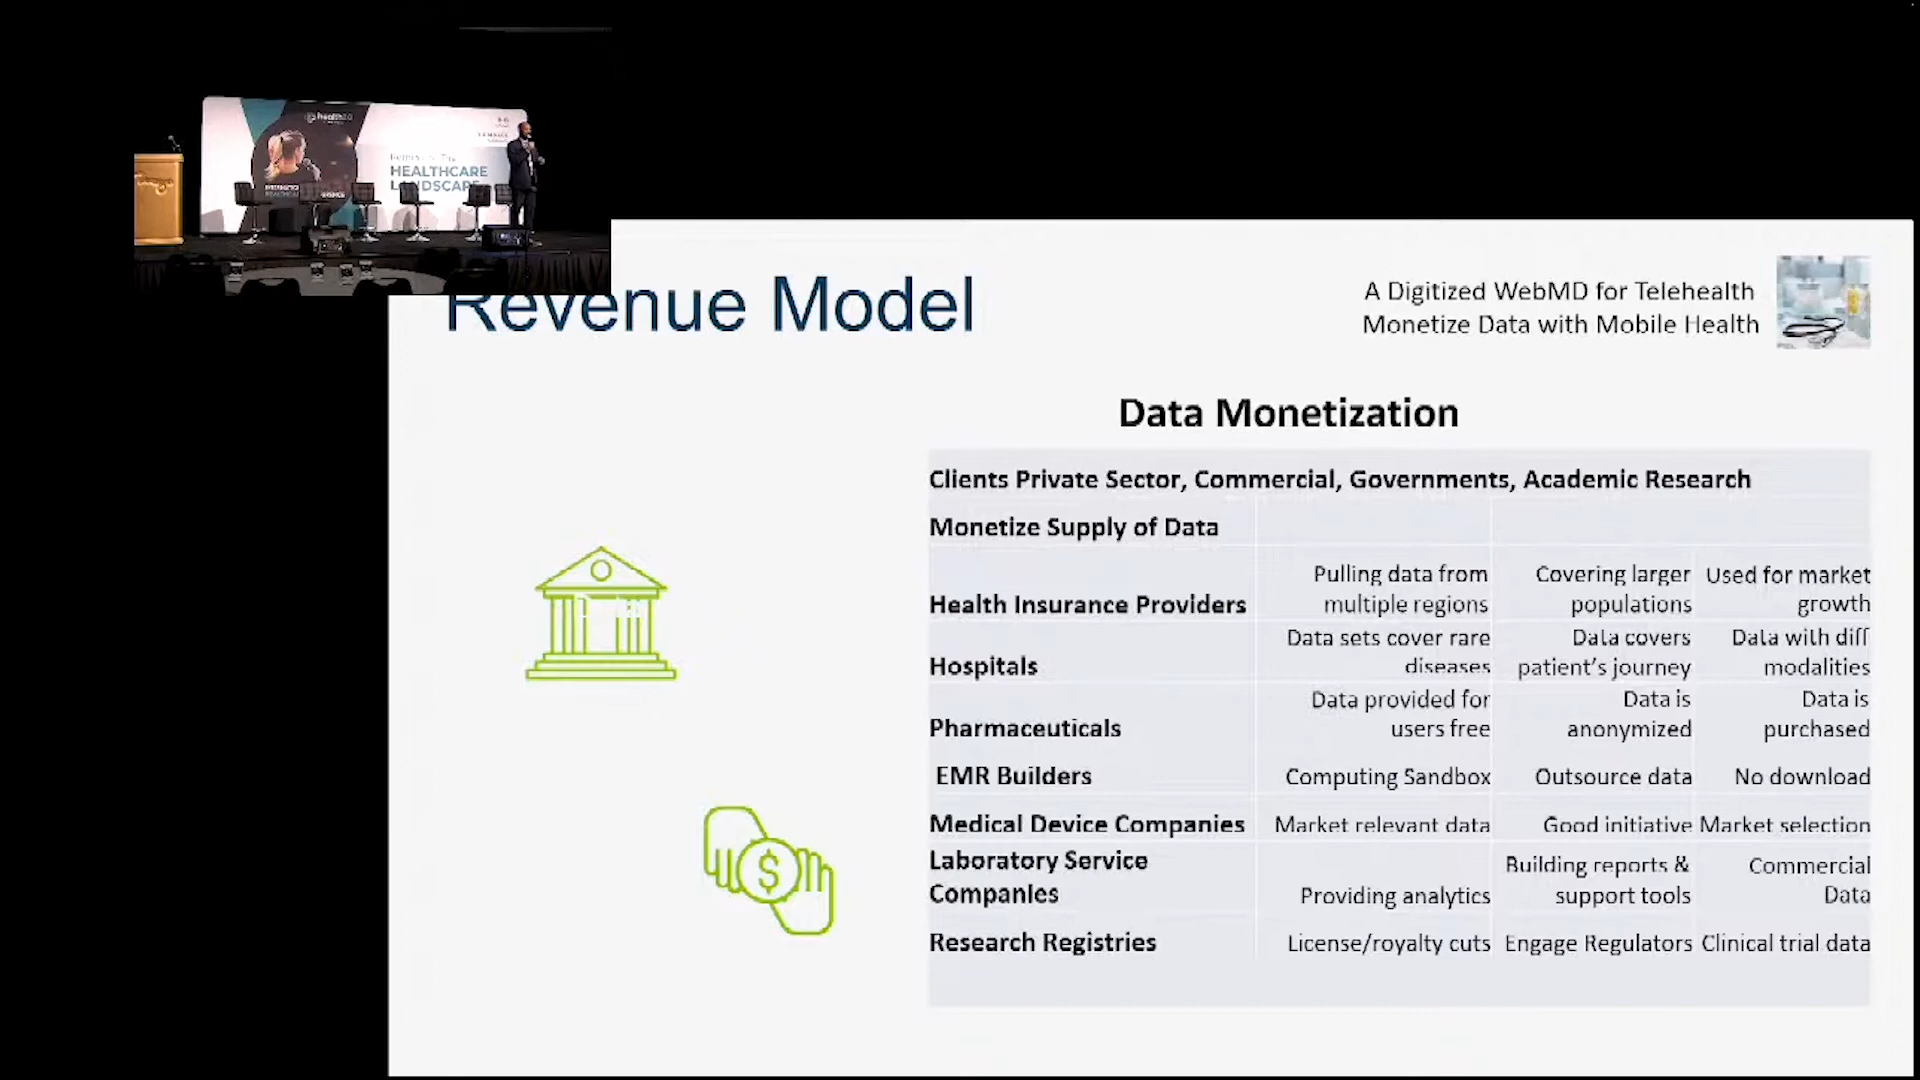 health2.0
HEALTHCARE
LANDSCAPE
Revenue Model
A Digitized WebMD for Telehealth
Monetize Data with Mobile Health
Data Monetization
Clients Private Sector, Commercial, Governments, Academic Research
Monetize Supply of Data
Health Insurance Providers
Pulling data from
multiple regions
Covering larger
populations
Used for market
growth
Hospitals
Data sets cover rare
diseases
Data covers
patient's journey
Data with diff
modalities
Pharmaceuticals
Data provided for
users free
Data is
anonymized
Data is
purchased
EMR Builders
Computing Sandbox
Outsource data
No download
Medical Device Companies
Market relevant data
Good initiative
Market selection
Laboratory Service
Companies
Providing analytics
Building reports &
support tools
Commercial
Data
Research Registries
License/royalty cuts
Engage Regulators
Clinical trial data